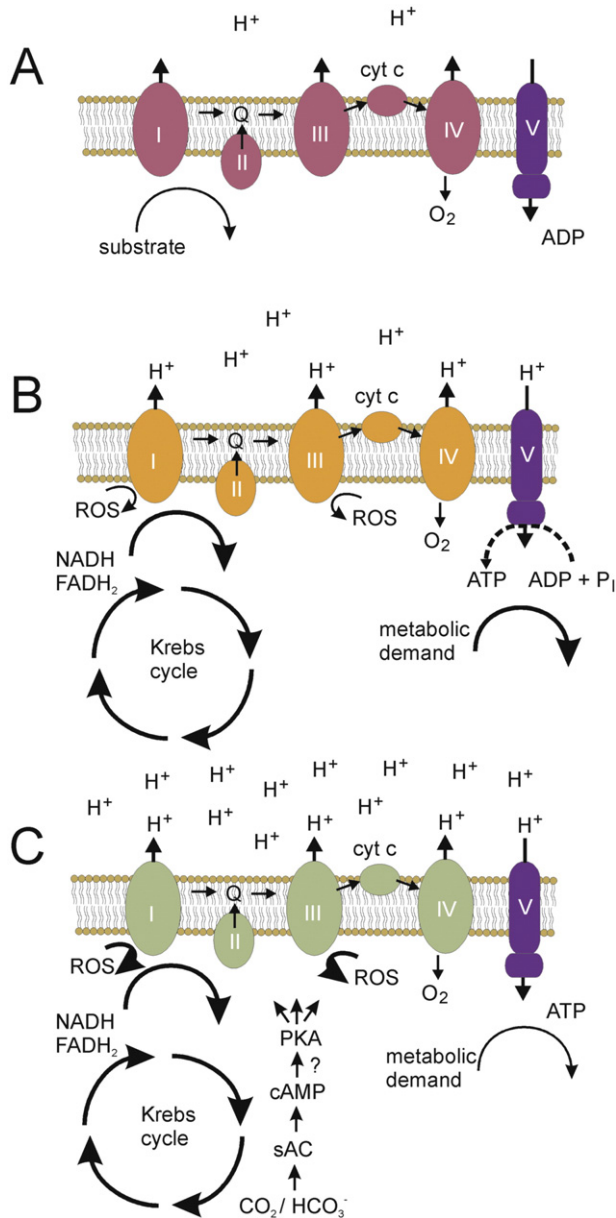 A
H⁺
cyt c
I
Q
II
III
IV
V
substrate
O₂
ADP
B
H⁺
H⁺
H⁺
H⁺ H⁺ H⁺ H⁺
cyt c
I
Q
II
III
IV
V
ROS
ROS
O₂
NADH
FADH₂
ATP ADP + P_I
Krebs
cycle
metabolic
demand
C
H⁺ H⁺ H⁺ H⁺ H⁺ H⁺
H⁺ H⁺ H⁺
H⁺ H⁺ H⁺
H⁺ H⁺ H⁺
cyt c
I
Q
II
III
IV
V
ROS
ROS
O₂
NADH
FADH₂
ATP
metabolic
demand
Krebs
cycle
PKA
?
cAMP
sAC
CO₂ / HCO₃⁻